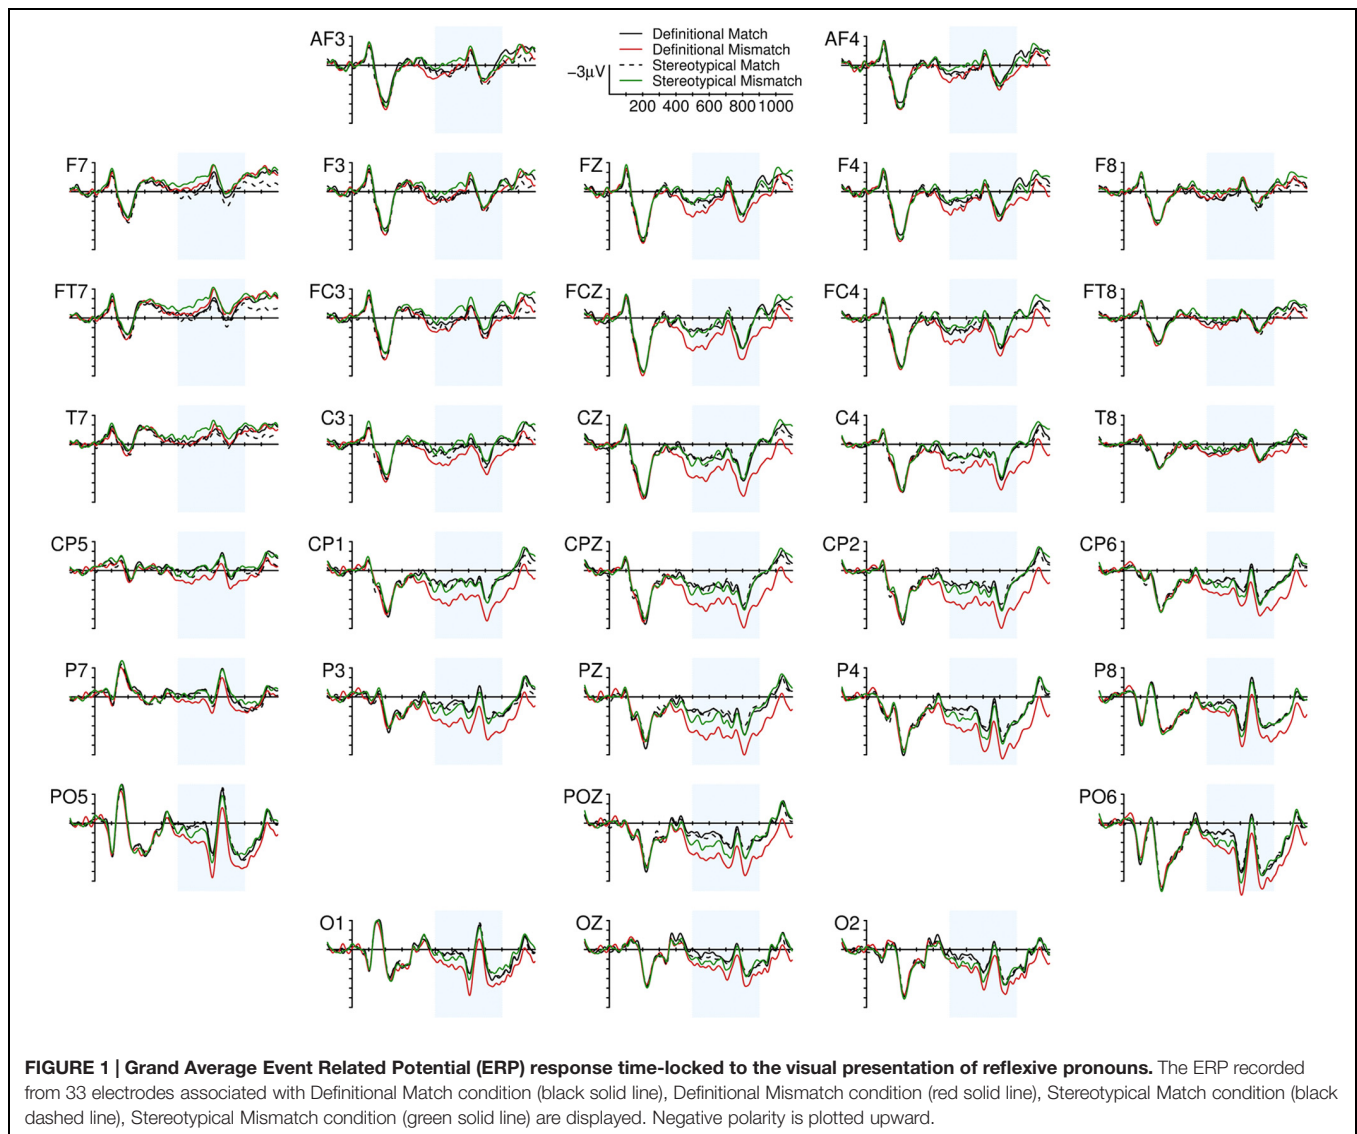 AF3
Definitional Match
Definitional Mismatch
Stereotypical Match
Stereotypical Mismatch
−3µV
200 400 600 800 1000
AF4
F7
F3
FZ
F4
F8
FT7
FC3
FCZ
FC4
FT8
T7
C3
CZ
C4
T8
CP5
CP1
CPZ
CP2
CP6
P7
P3
PZ
P4
P8
PO5
POZ
PO6
O1
OZ
O2
FIGURE 1 | Grand Average Event Related Potential (ERP) response time-locked to the visual presentation of reflexive pronouns. The ERP recorded
from 33 electrodes associated with Definitional Match condition (black solid line), Definitional Mismatch condition (red solid line), Stereotypical Match condition (black
dashed line), Stereotypical Mismatch condition (green solid line) are displayed. Negative polarity is plotted upward.